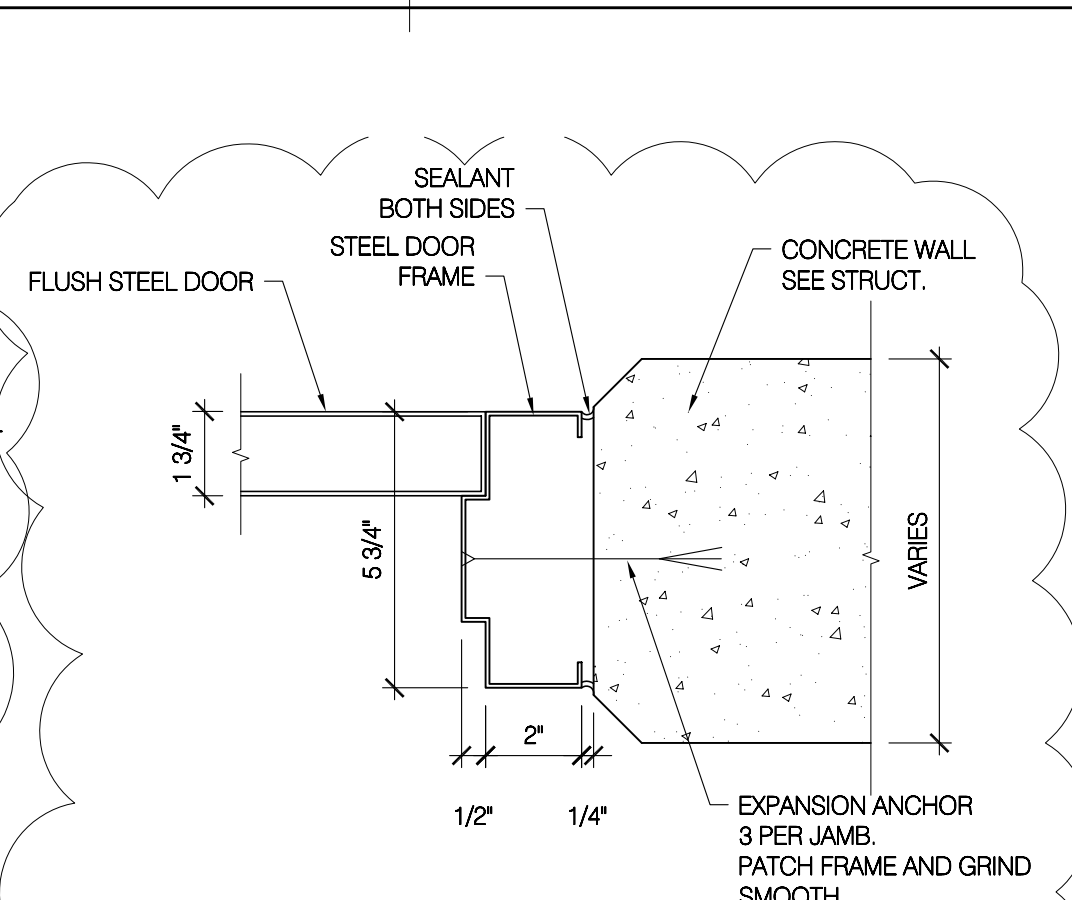 SEALANT
BOTH SIDES
STEEL DOOR
FRAME
FLUSH STEEL DOOR
CONCRETE WALL
SEE STRUCT.
1 3/4"
5 3/4"
VARIES
2"
1/2"
1/4"
EXPANSION ANCHOR
3 PER JAMB.
PATCH FRAME AND GRIND
SMOOTH